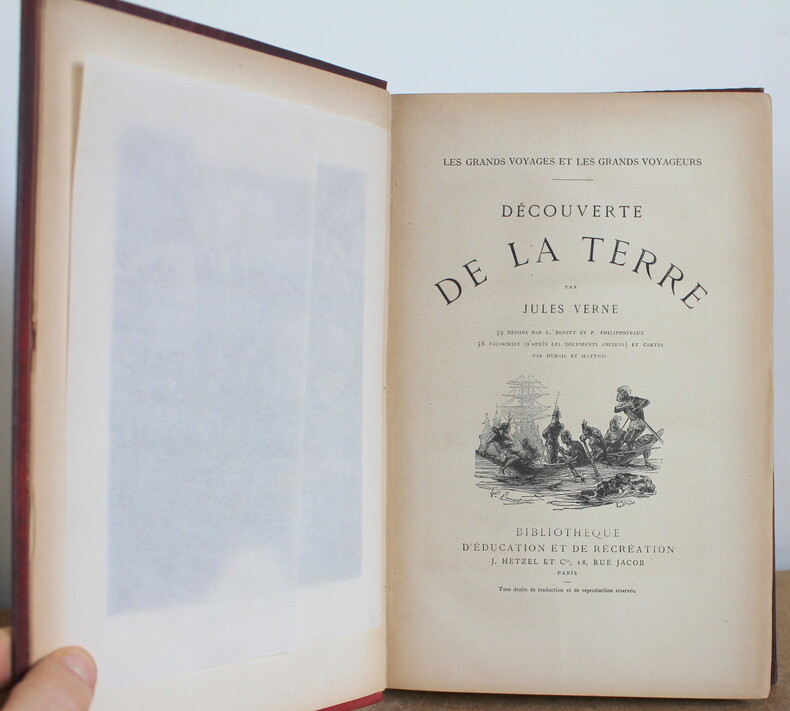 LES GRANDS VOYAGES ET LES GRANDS VOYAGEURS
DÉCOUVERTE
DE LA TERRE
PAR
JULES VERNE
59 DESSINS PAR L. BENETT ET P. PHILIPPOTEAUX
58 FAC-SIMILE (D'APRÈS LES DOCUMENTS ANCIENS) ET CARTES
PAR DUBAIL ET MATTHIS
BIBLIOTHÈQUE
D'ÉDUCATION ET DE RÉCRÉATION
J. HETZEL ET Cie, 18, RUE JACOB
PARIS
Tous droits de traduction et de reproduction réservés.